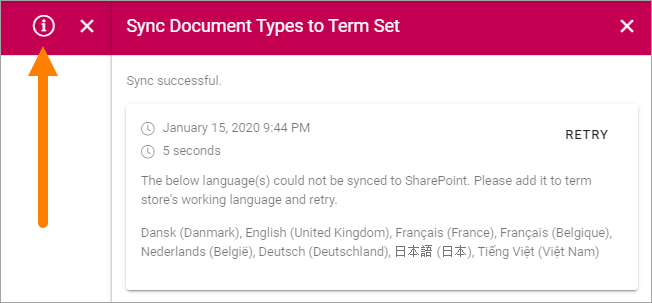 Sync Document Types to Term Set
Sync successful.
January 15, 2020 9:44 PM
RETRY
5 seconds
The below language(s) could not be synced to SharePoint. Please add it to term
store's working language and retry.
Dansk (Danmark), English (United Kingdom), Français (France), Français (Belgique),
Nederlands (België), Deutsch (Deutschland), 日本語 (日本), Tiếng Việt (Việt Nam)